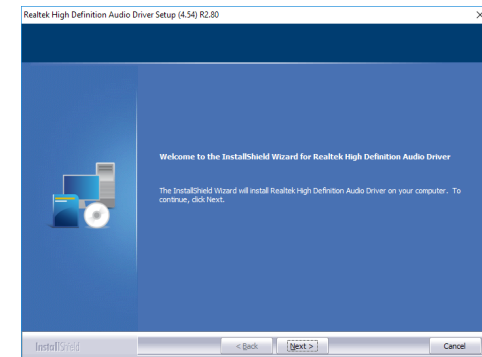 Realtek High Definition Audio Driver Setup (4.54) R2.80
Welcome to the InstallShield Wizard for Realtek High Definition Audio Driver
The InstallShield Wizard will install Realtek High Definition Audio Driver on your computer. To
continue, click Next.
InstallShield
< Back Next > Cancel